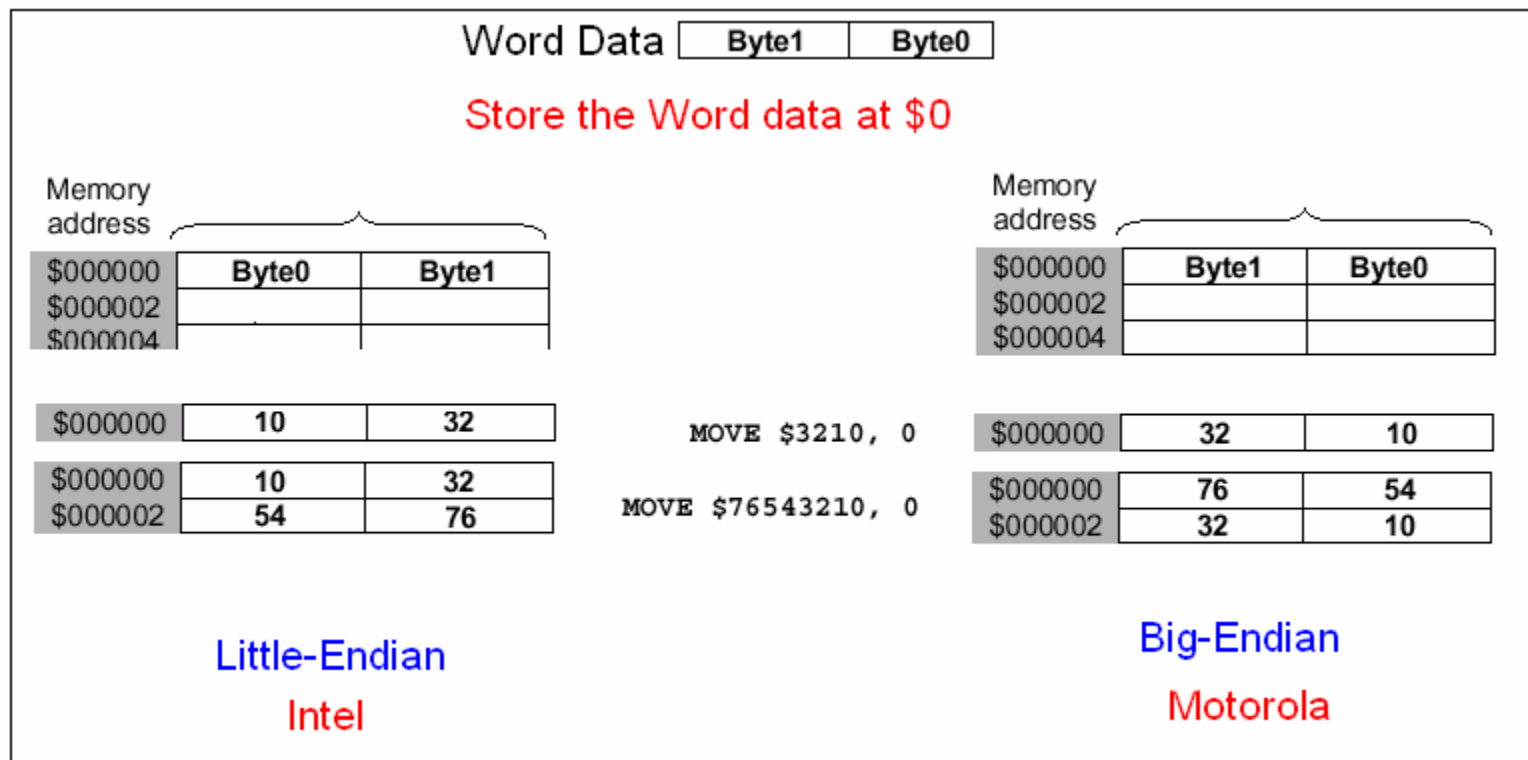 Word Data Byte1 Byte0
Store the Word data at $0
Memory
address
$000000 Byte0 Byte1
$000002
$000004
$000000 10 32
$000000 10 32
$000002 54 76
Little-Endian
Intel
MOVE $3210, 0
MOVE $76543210, 0
Memory
address
$000000 Byte1 Byte0
$000002
$000004
$000000 32 10
$000000 76 54
$000002 32 10
Big-Endian
Motorola